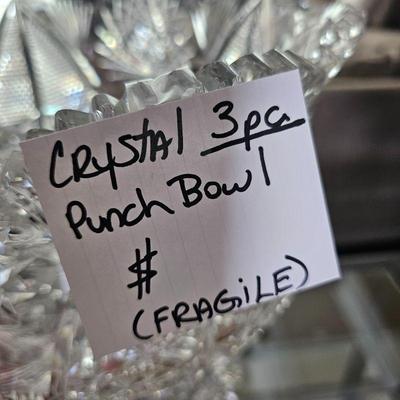 CRYSTAl 3pc.
Punch Bowl
#
(FRAGiLE)